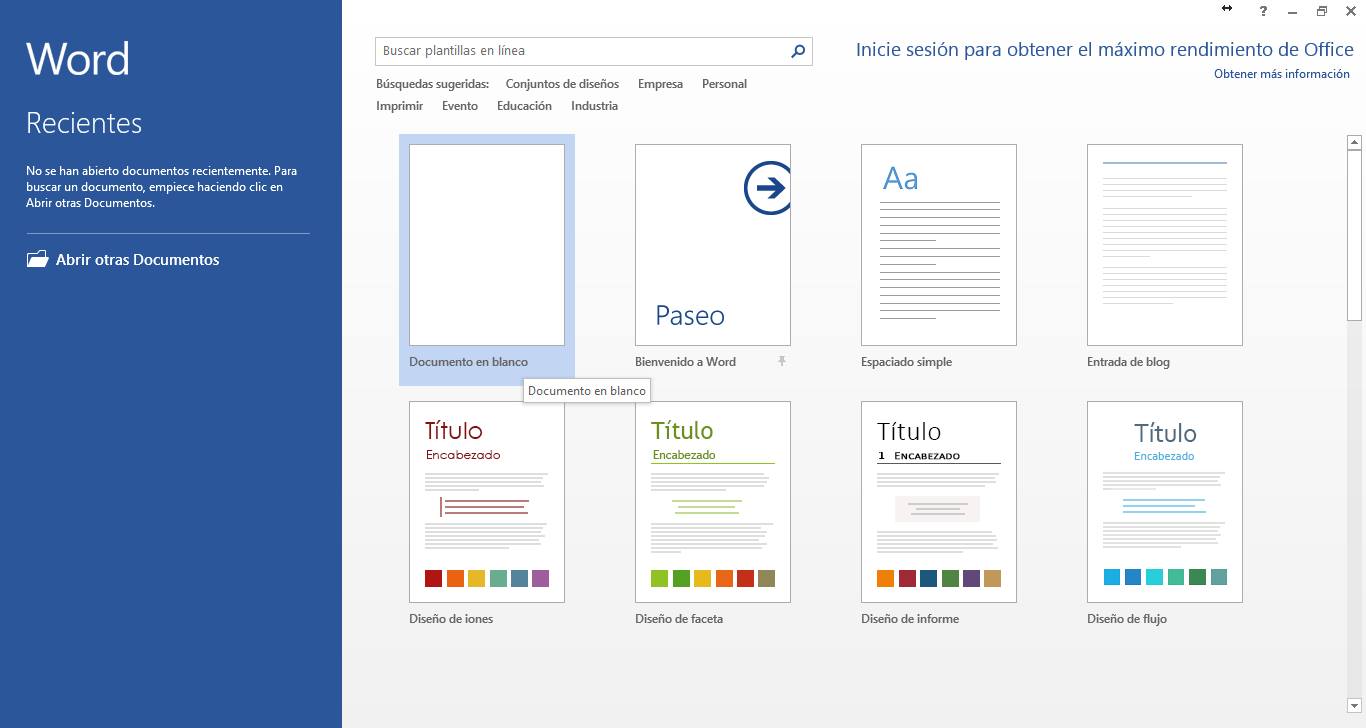 Word
Recientes
No se han abierto documentos recientemente. Para
buscar un documento, empiece haciendo clic en
Abrir otras Documentos.
Abrir otras Documentos
?
Buscar plantillas en línea
Inicie sesión para obtener el máximo rendimiento de Office
Obtener más información
Búsquedas sugeridas: Conjuntos de diseños Empresa Personal
Imprimir Evento Educación Industria
Paseo
Aa
Documento en blanco
Bienvenido a Word
Espaciado simple
Entrada de blog
Documento en blanco
Título
Encabezado
Título
Encabezado
Título
1 Encabezado
Título
Encabezado
Diseño de iones
Diseño de faceta
Diseño de informe
Diseño de flujo